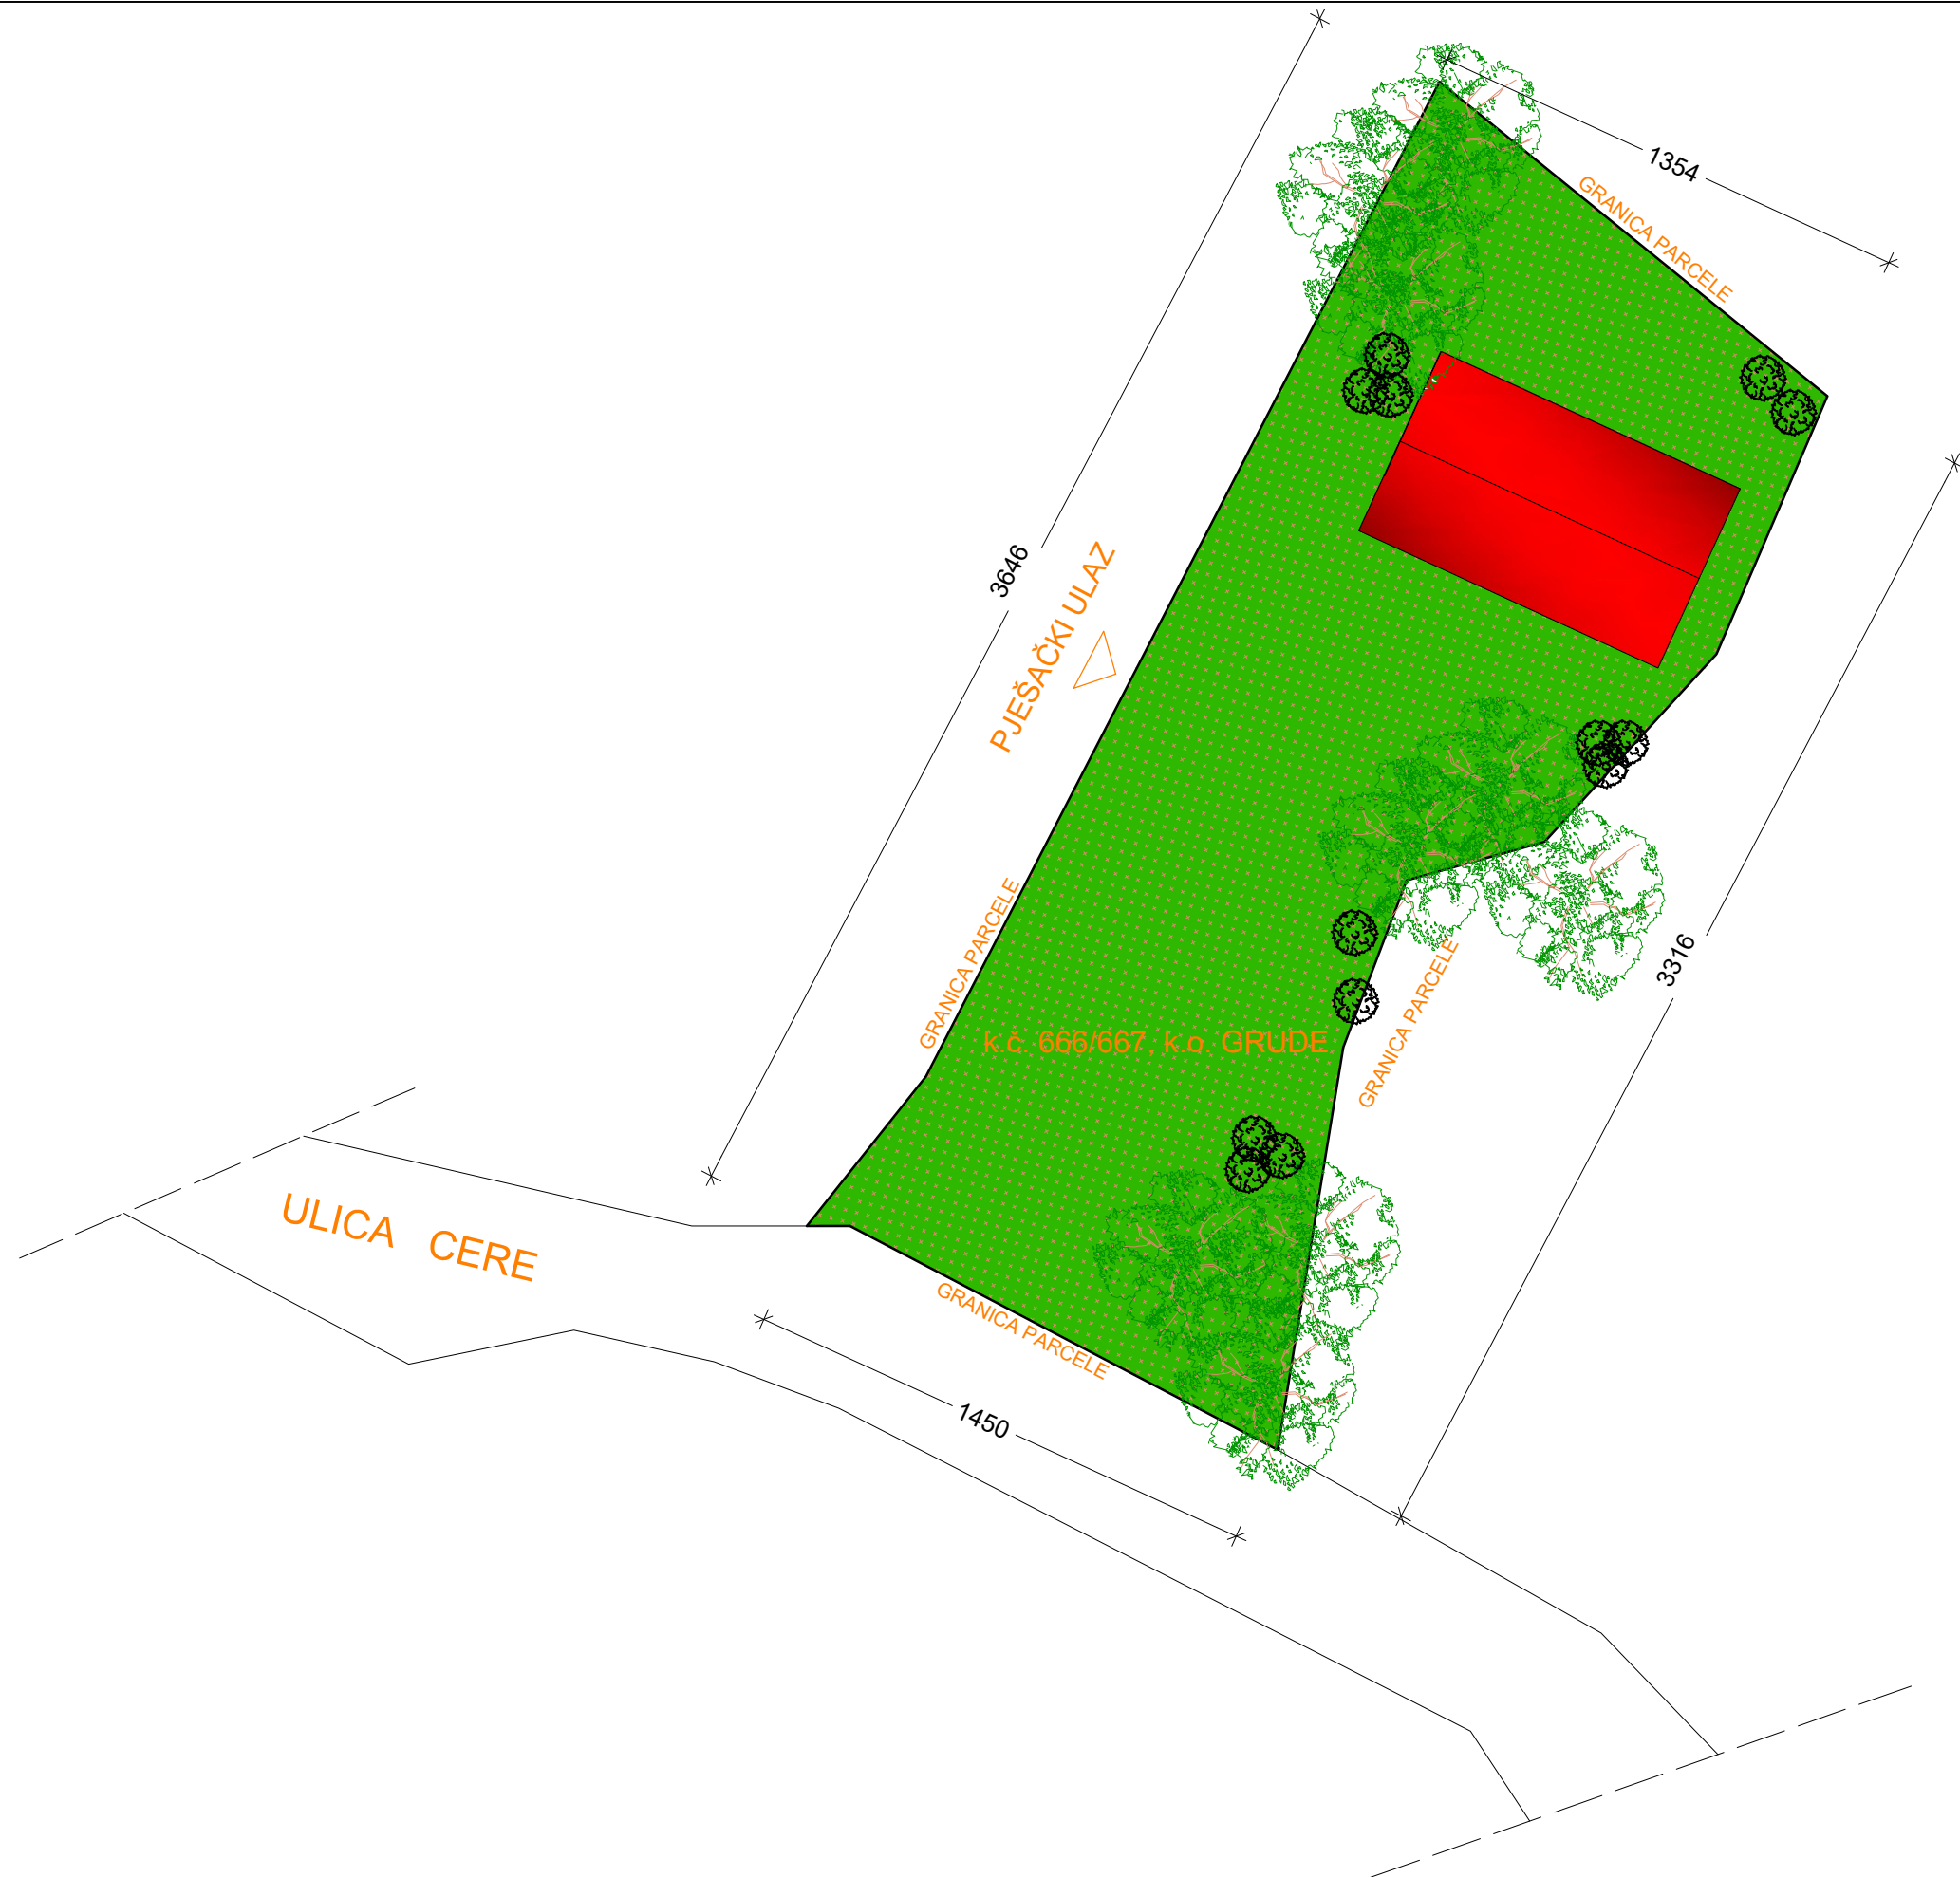 1354
GRANICA PARCELE
3646
PJEŠAČKI ULAZ
GRANICA PARCELE
3316
GRANICA PARCELE
k.č. 666/667, k.o. GRUDE
ULICA CERE
GRANICA PARCELE
1450